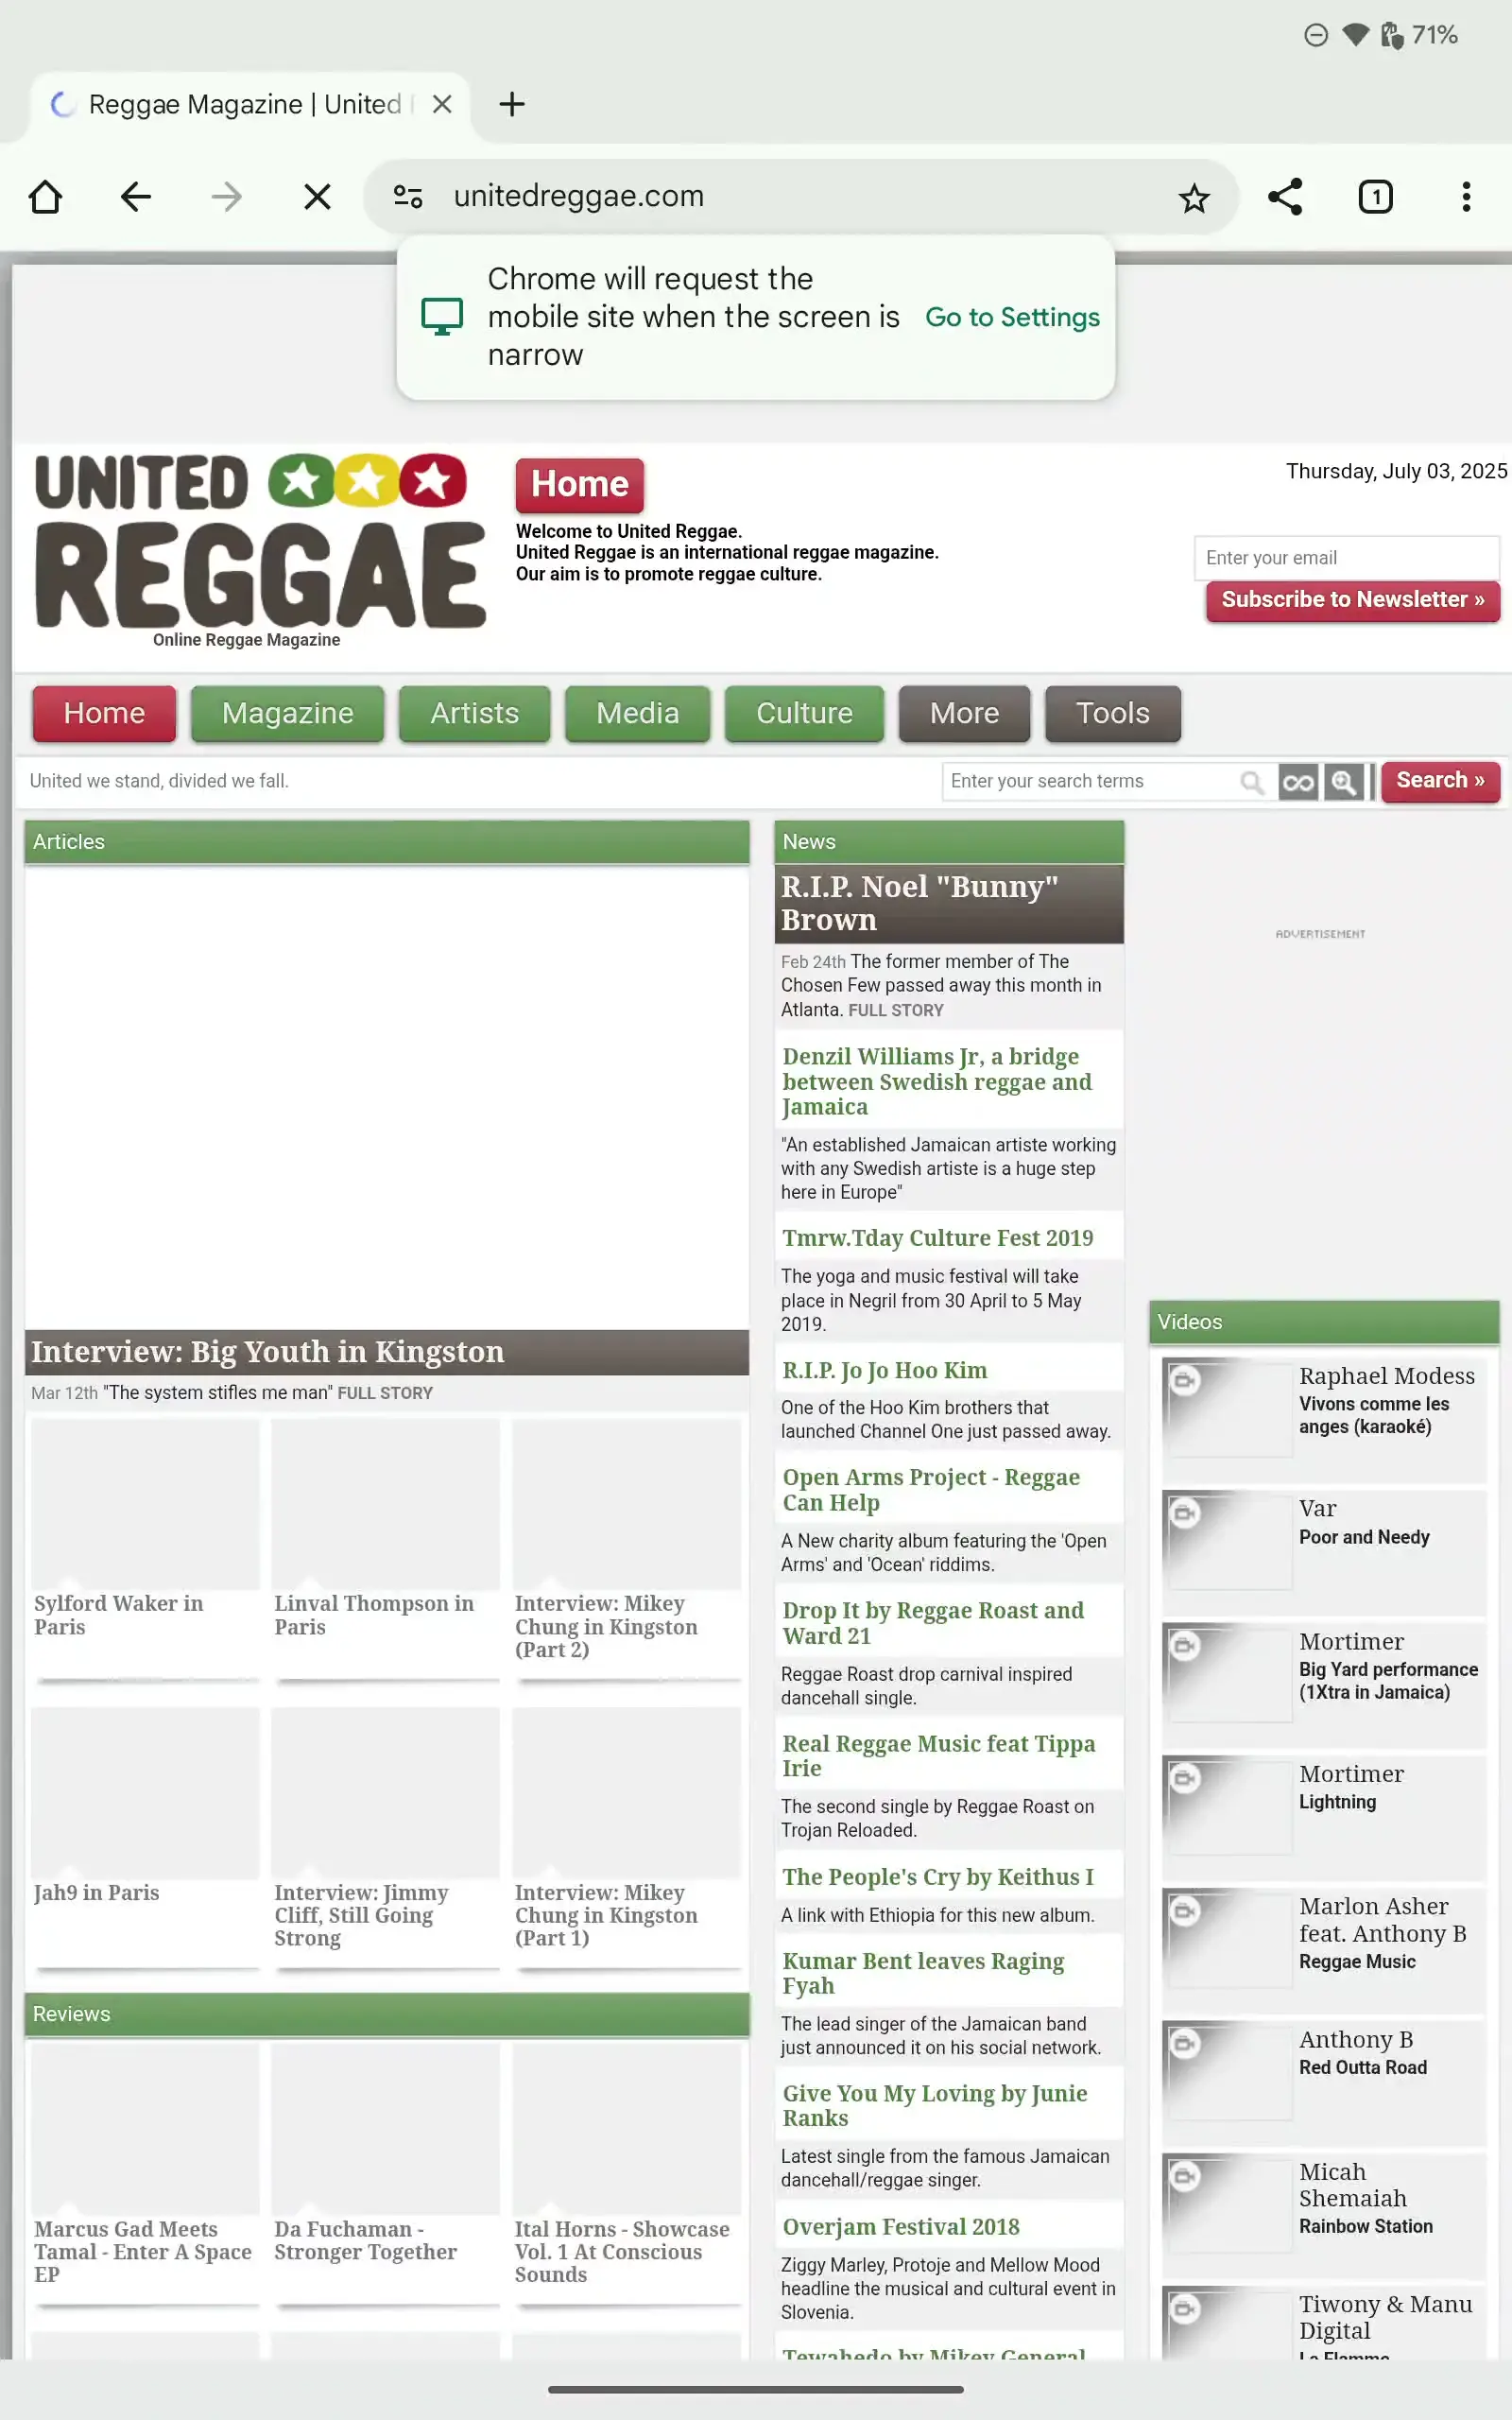 71%
Reggae Magazine | United
unitedreggae.com
1
Chrome will request the
mobile site when the screen is
narrow
Go to Settings
UNITED
REGGAE
Online Reggae Magazine
Home
Welcome to United Reggae.
United Reggae is an international reggae magazine.
Our aim is to promote reggae culture.
Thursday, July 03, 2025
Enter your email
Subscribe to Newsletter »
Home
Magazine
Artists
Media
Culture
More
Tools
United we stand, divided we fall.
Enter your search terms
Search »
Articles
Interview: Big Youth in Kingston
Mar 12th "The system stifles me man" FULL STORY
Sylford Waker in
Paris
Linval Thompson in
Paris
Interview: Mikey
Chung in Kingston
(Part 2)
Jah9 in Paris
Interview: Jimmy
Cliff, Still Going
Strong
Interview: Mikey
Chung in Kingston
(Part 1)
Reviews
Marcus Gad Meets
Tamal - Enter A Space
EP
Da Fuchaman -
Stronger Together
Ital Horns - Showcase
Vol. 1 At Conscious
Sounds
News
R.I.P. Noel "Bunny"
Brown
Feb 24th The former member of The
Chosen Few passed away this month in
Atlanta. FULL STORY
Denzil Williams Jr, a bridge
between Swedish reggae and
Jamaica
"An established Jamaican artiste working
with any Swedish artiste is a huge step
here in Europe"
Tmrw.Tday Culture Fest 2019
The yoga and music festival will take
place in Negril from 30 April to 5 May
2019.
R.I.P. Jo Jo Hoo Kim
One of the Hoo Kim brothers that
launched Channel One just passed away.
Open Arms Project - Reggae
Can Help
A New charity album featuring the 'Open
Arms' and 'Ocean' riddims.
Drop It by Reggae Roast and
Ward 21
Reggae Roast drop carnival inspired
dancehall single.
Real Reggae Music feat Tippa
Irie
The second single by Reggae Roast on
Trojan Reloaded.
The People's Cry by Keithus I
A link with Ethiopia for this new album.
Kumar Bent leaves Raging
Fyah
The lead singer of the Jamaican band
just announced it on his social network.
Give You My Loving by Junie
Ranks
Latest single from the famous Jamaican
dancehall/reggae singer.
Overjam Festival 2018
Ziggy Marley, Protoje and Mellow Mood
headline the musical and cultural event in
Slovenia.
Tewahedo by Mikey General
ADVERTISEMENT
Videos
Raphael Modess
Vivons comme les
anges (karaoké)
Var
Poor and Needy
Mortimer
Big Yard performance
(1Xtra in Jamaica)
Mortimer
Lightning
Marlon Asher
feat. Anthony B
Reggae Music
Anthony B
Red Outta Road
Micah
Shemaiah
Rainbow Station
Tiwony & Manu
Digital
La Flamme